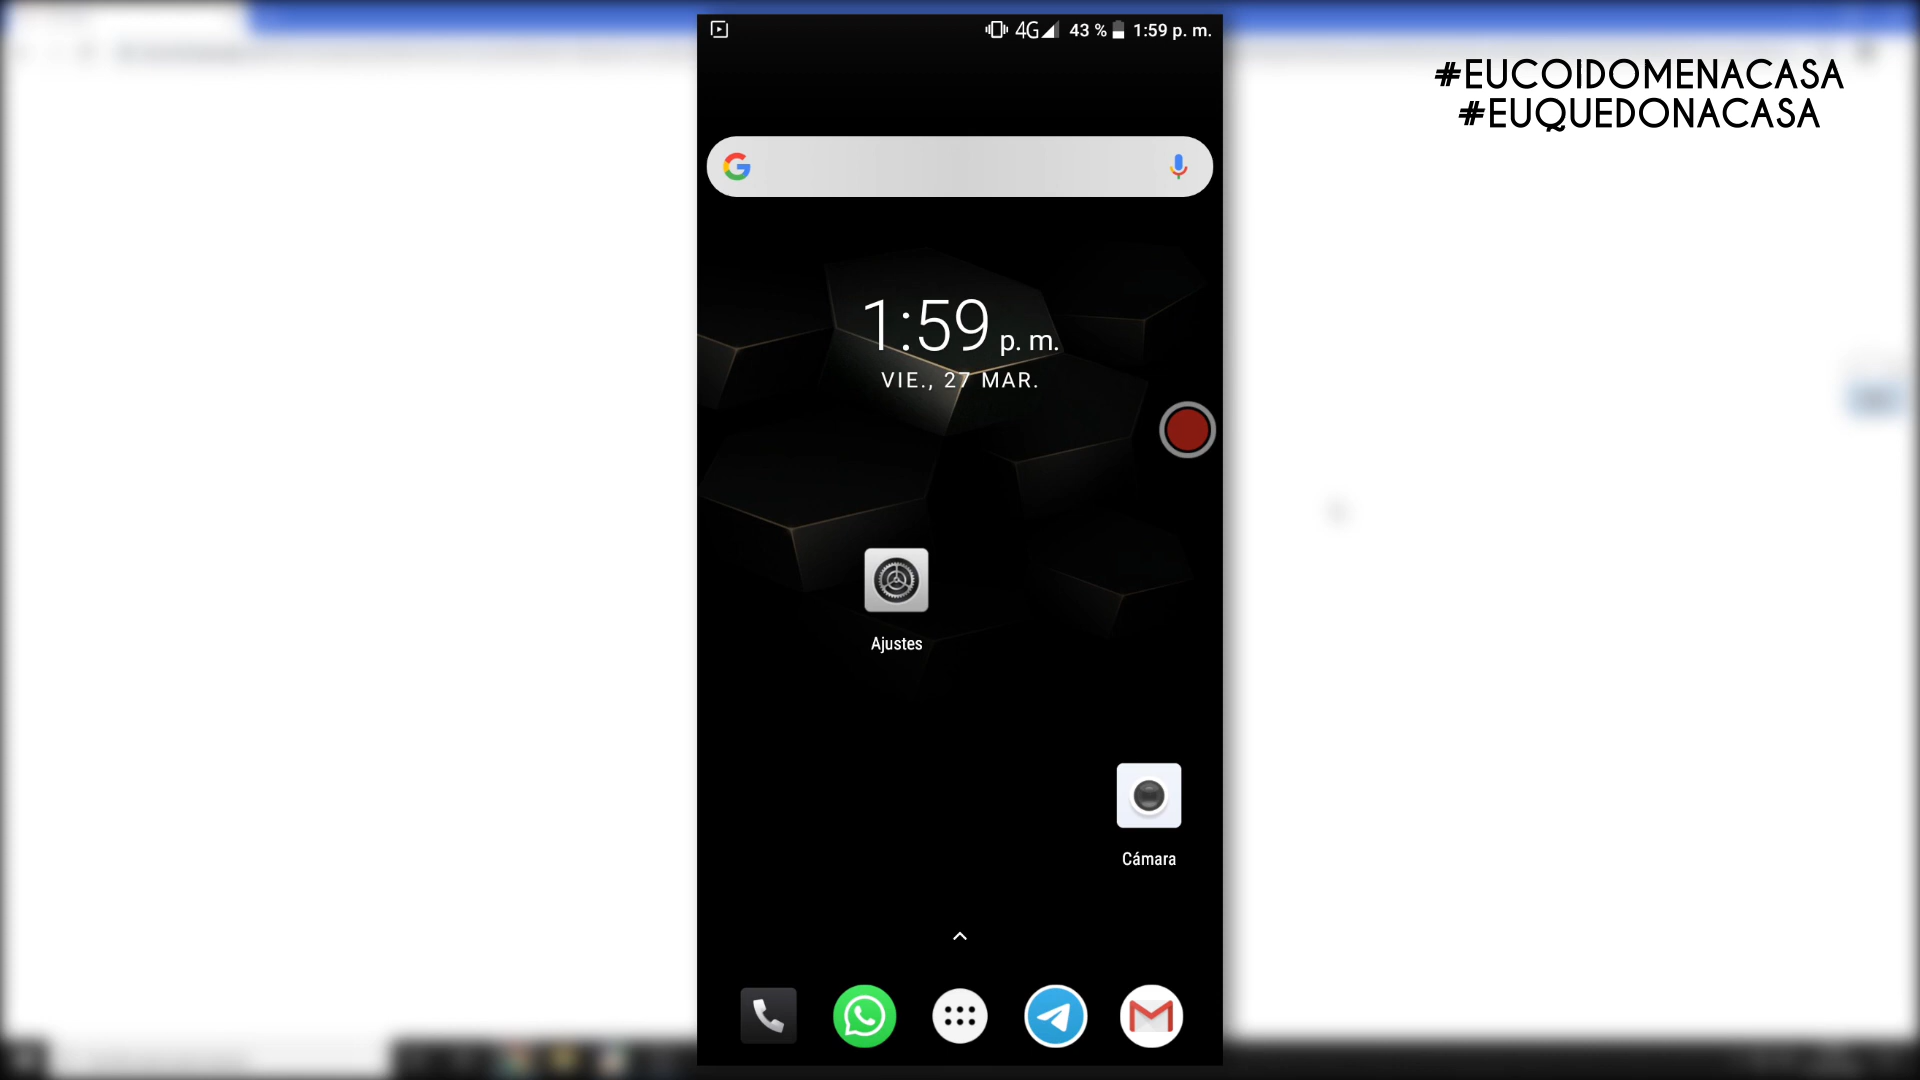 4G 43 % 1:59 p. m.
#EUCOIDOMENACASA
#EUQUEDONACASA
1:59 p. m.
VIE., 27 MAR.
Ajustes
Cámara